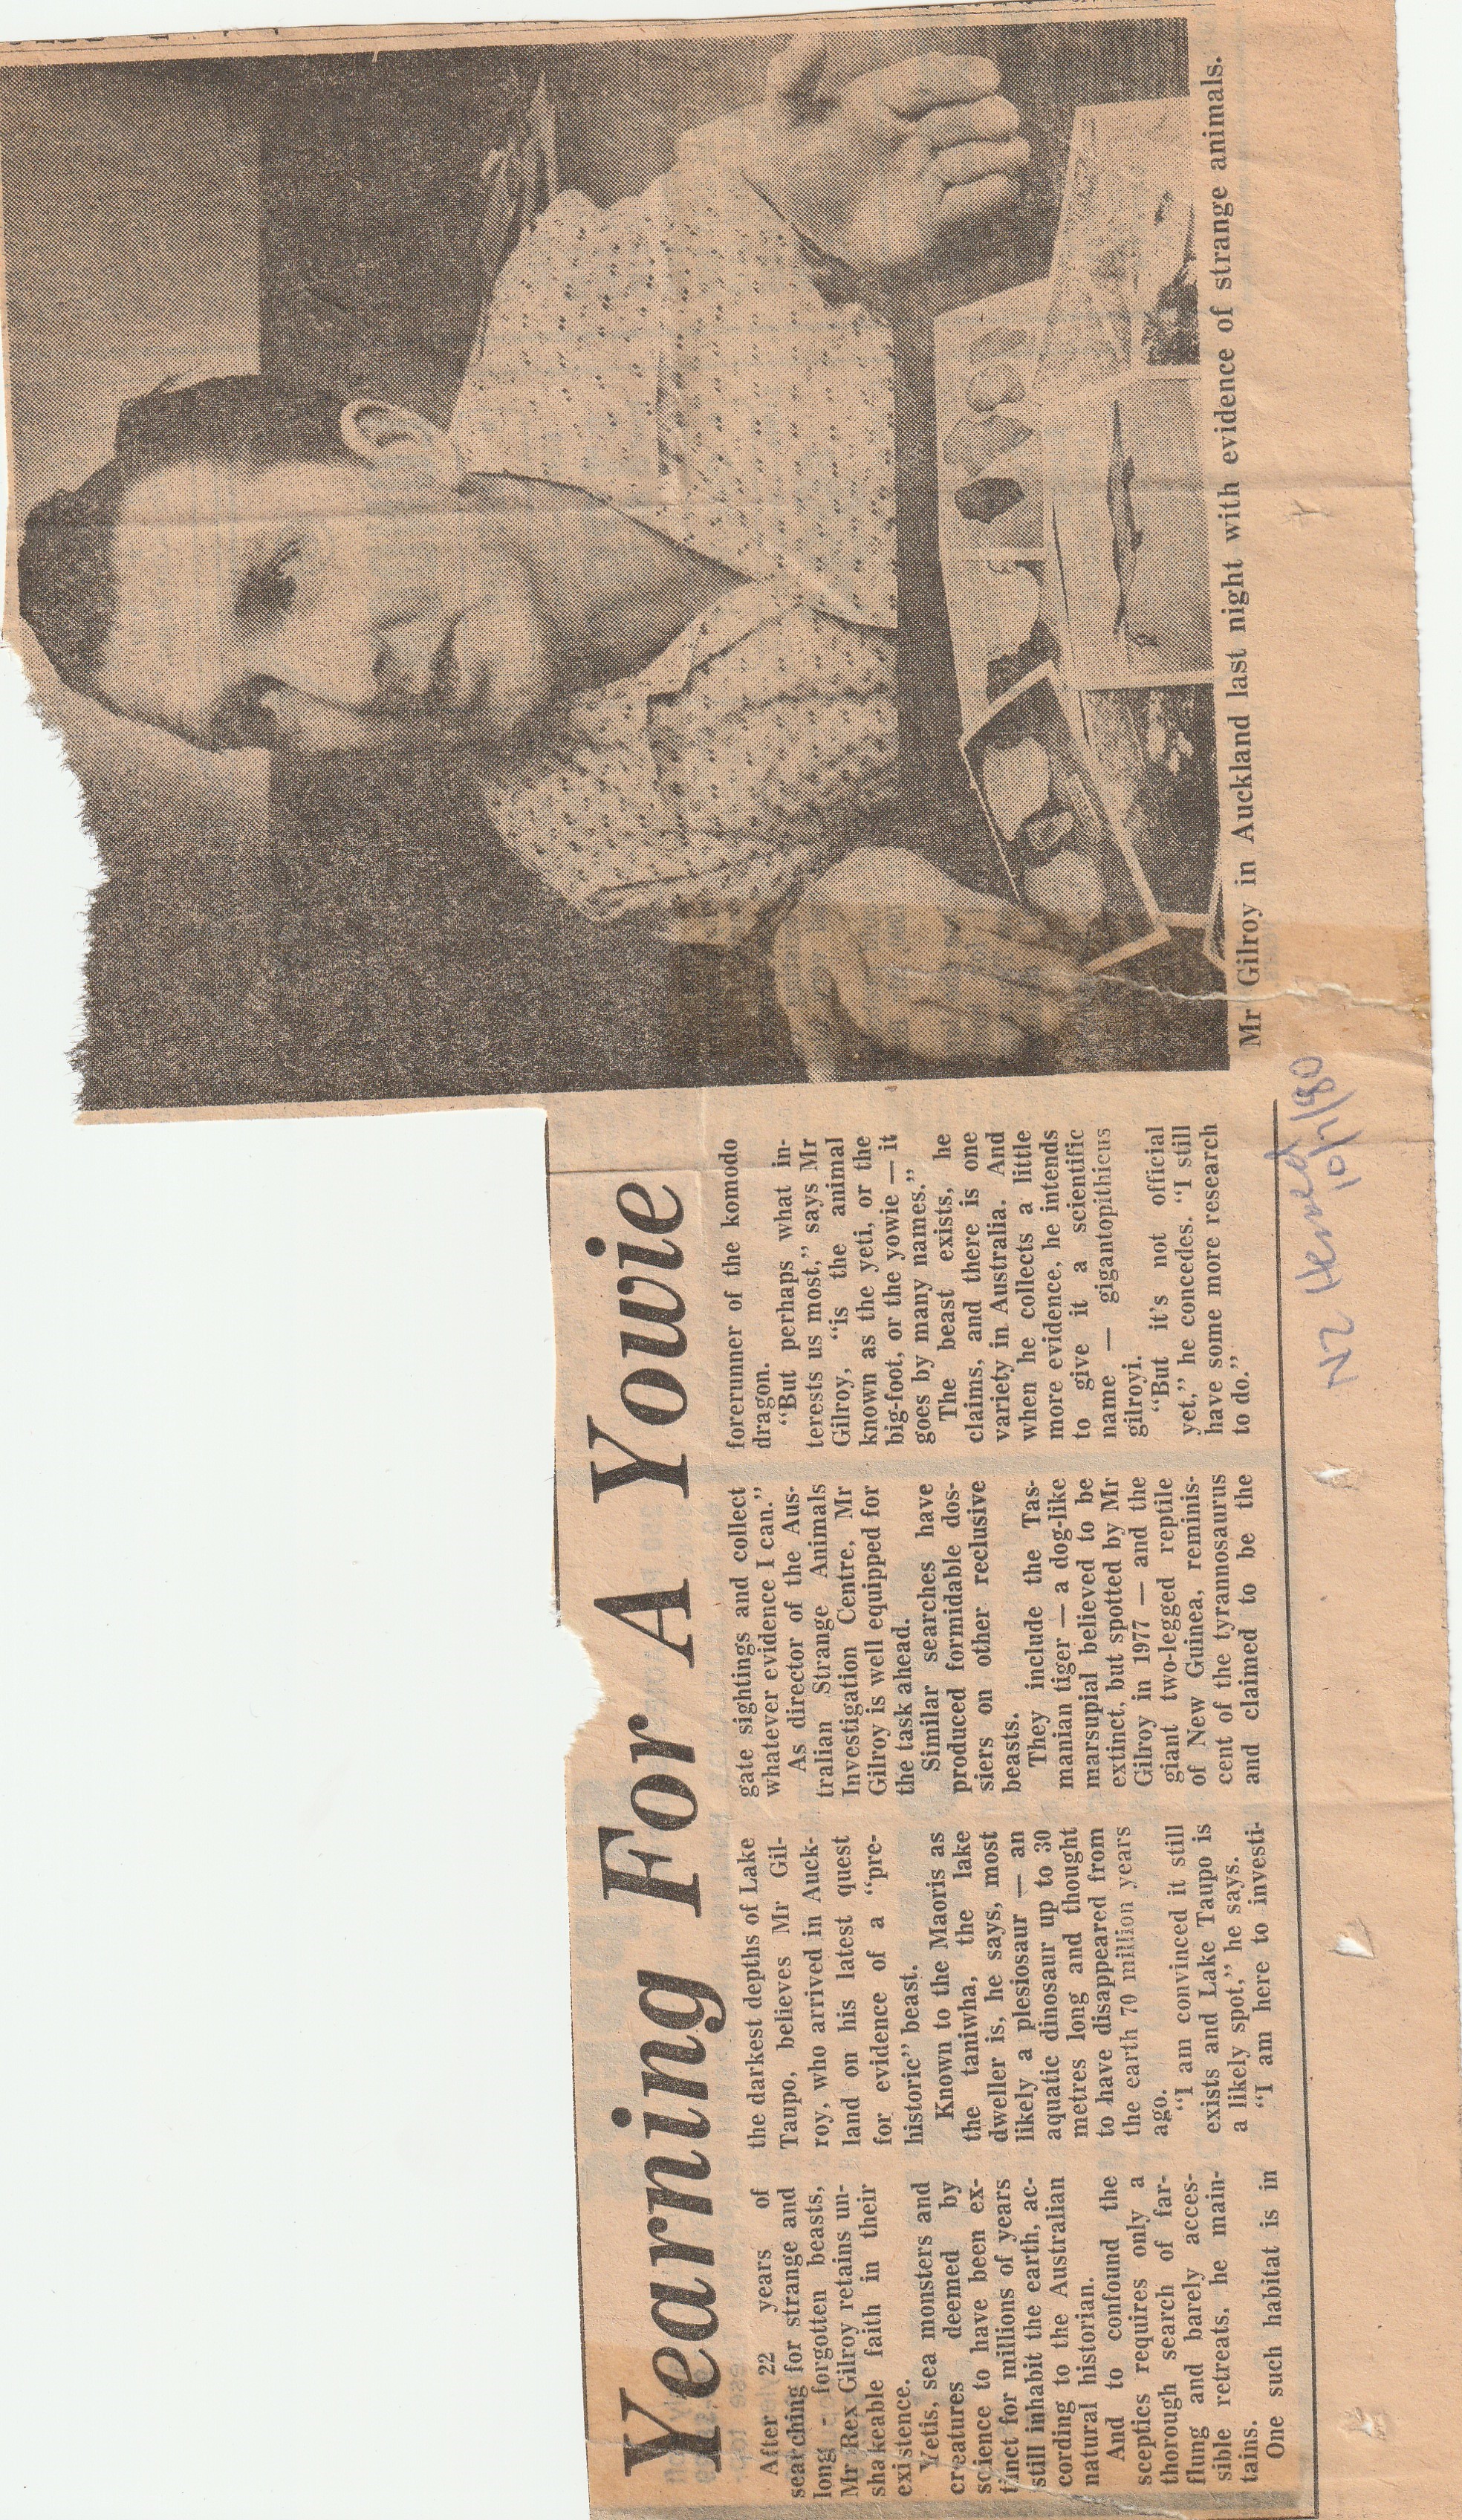 Yearning For A Yowie
After 22 years of
searching for strange and
long forgotten beasts,
Mr Rex Gilroy retains un-
shakeable faith in their
existence.
Yetis, sea monsters and
creatures deemed by
science to have been ex-
tinct for millions of years
still inhabit the earth, ac-
cording to the Australian
natural historian.
And to confound the
sceptics requires only a
thorough search of far-
flung and barely acces-
sible retreats, he main-
tains.
One such habitat is in
the darkest depths of Lake
Taupo, believes Mr Gil-
roy, who arrived in Auck-
land on his latest quest
for evidence of a “pre-
historic” beast.
Known to the Maoris as
the taniwha, the lake
dweller is, he says, most
likely a plesiosaur — an
aquatic dinosaur up to 30
metres long and thought
to have disappeared from
the earth 70 million years
ago.
“I am convinced it still
exists and Lake Taupo is
a likely spot,” he says.
“I am here to investi-
gate sightings and collect
whatever evidence I can.”
As director of the Aus-
tralian Strange Animals
Investigation Centre, Mr
Gilroy is well equipped for
the task ahead.
Similar searches have
produced formidable dos-
siers on other reclusive
beasts.
They include the Tas-
manian tiger — a dog-like
marsupial believed to be
extinct, but spotted by Mr
Gilroy in 1977 — and the
giant two-legged reptile
of New Guinea, reminis-
cent of the tyrannosaurus
and claimed to be the
forerunner of the komodo
dragon.
“But perhaps what in-
terests us most,” says Mr
Gilroy, “is the animal
known as the yeti, or the
big-foot, or the yowie — it
goes by many names.”
The beast exists, he
claims, and there is one
variety in Australia. And
when he collects a little
more evidence, he intends
to give it a scientific
name — gigantopithicus
gilroyi.
“But it's not official
yet,” he concedes. “I still
have some more research
to do.”
Mr Gilroy in Auckland last night with evidence of strange animals.
NZ Herald
10/1/80